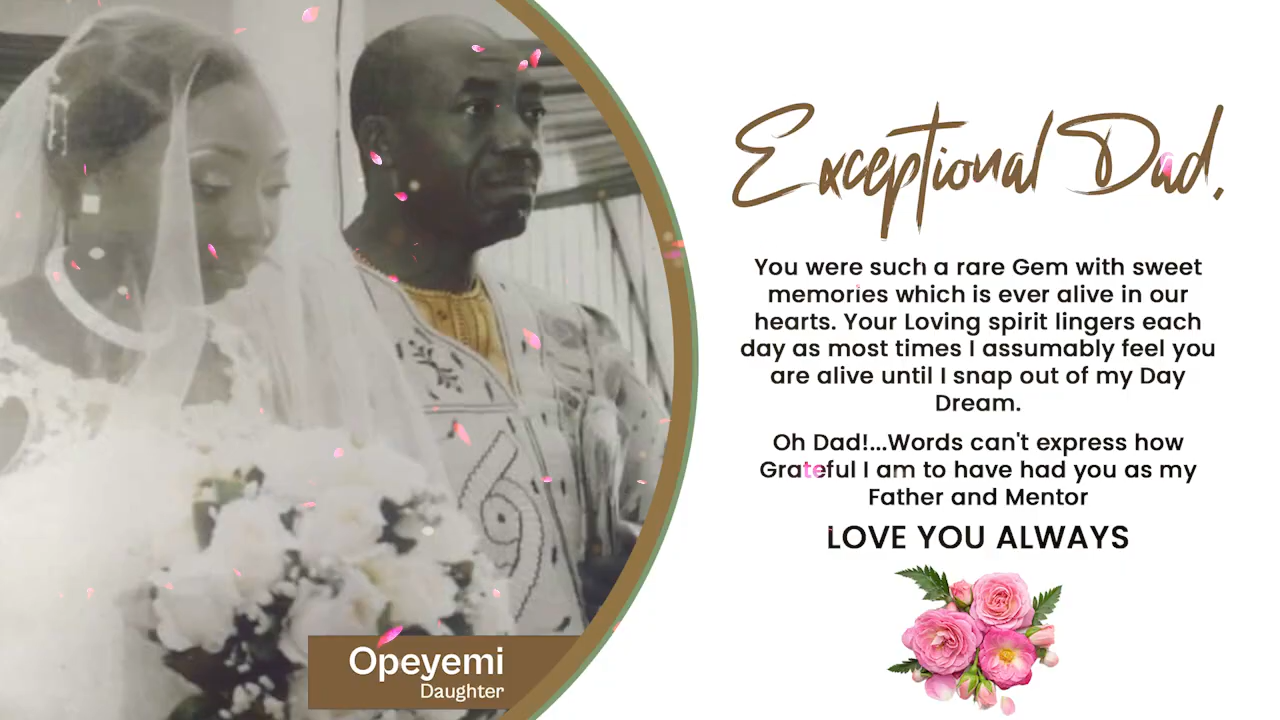 Exceptional Dad.
You were such a rare Gem with sweet
memories which is ever alive in our
hearts. Your Loving spirit lingers each
day as most times I assumably feel you
are alive until I snap out of my Day
Dream.
Oh Dad!...Words can't express how
Grateful I am to have had you as my
Father and Mentor
LOVE YOU ALWAYS
Opeyemi
Daughter